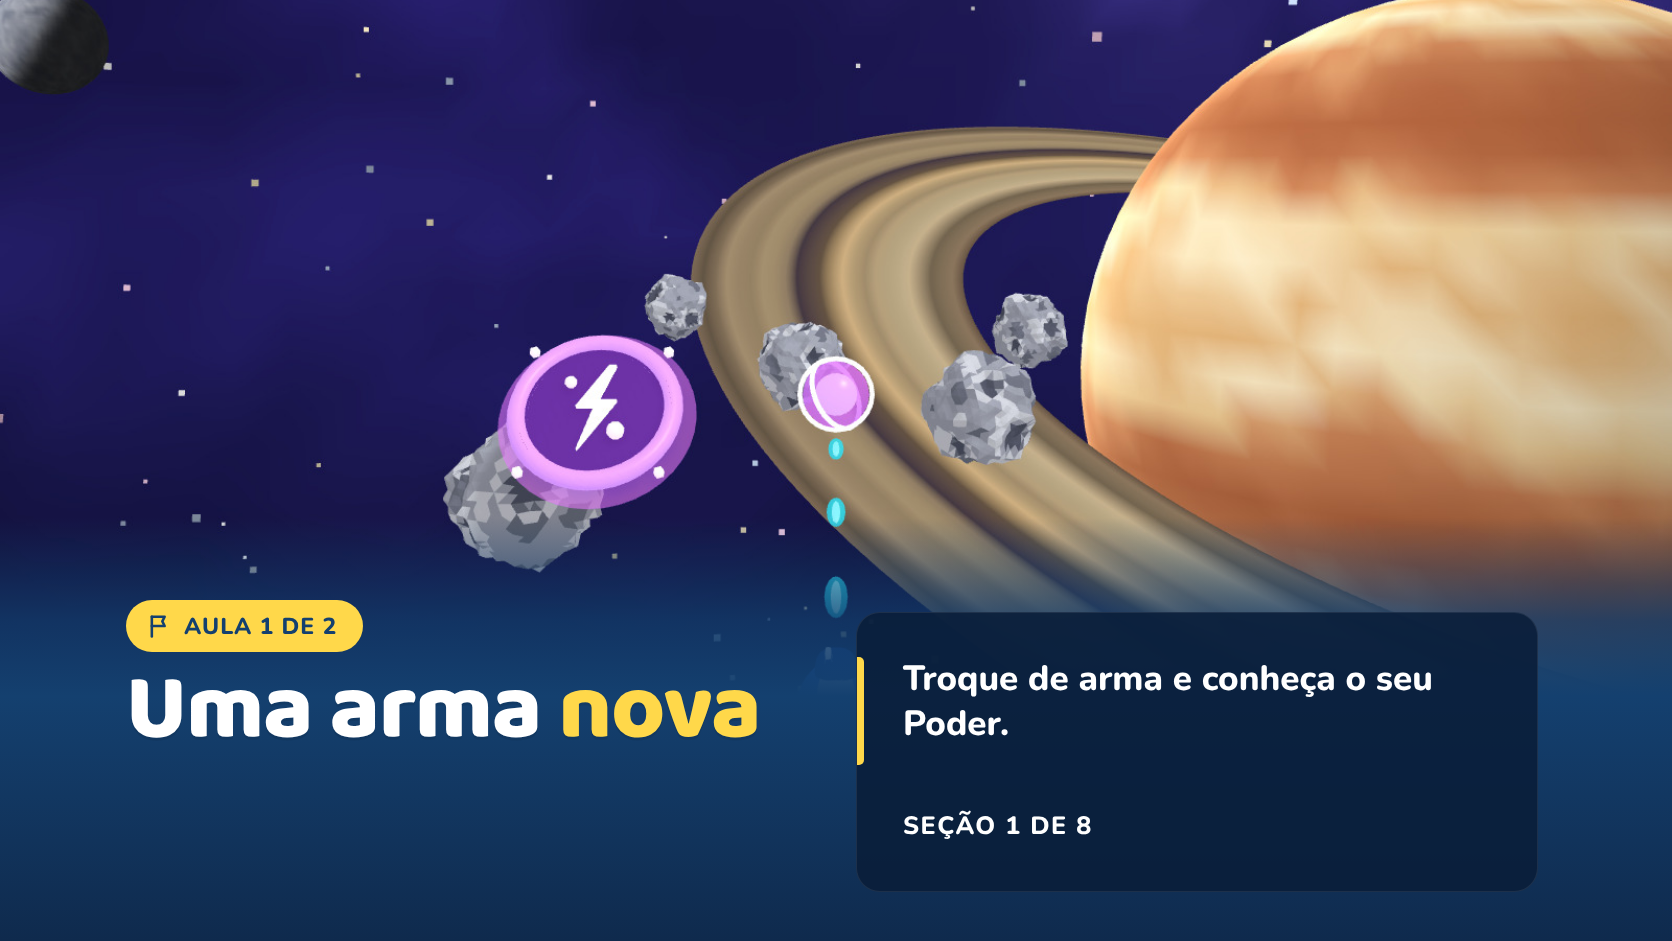 AULA 1 DE 2
Uma arma nova
Troque de arma e conheça o seu
Poder.
SEÇÃO 1 DE 8